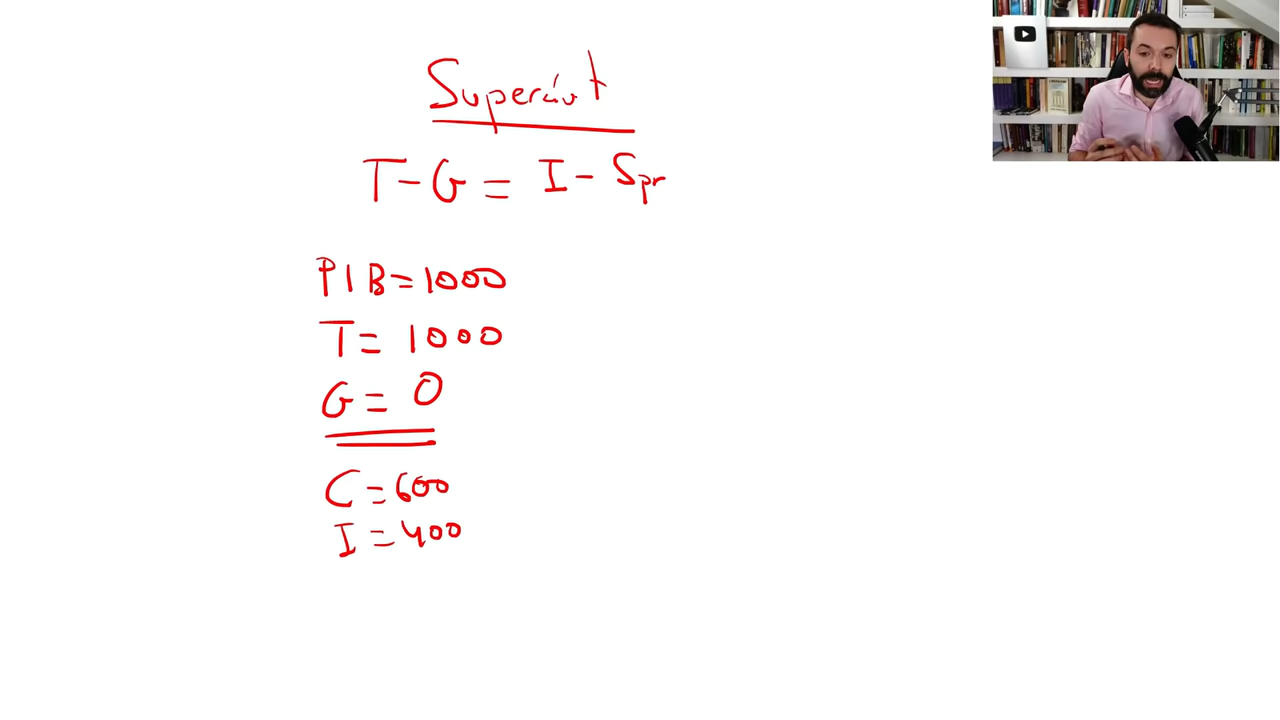 Superávit
T-G = I- Spr
PIB=1000
T= 1000
G= 0
C=600
I=400